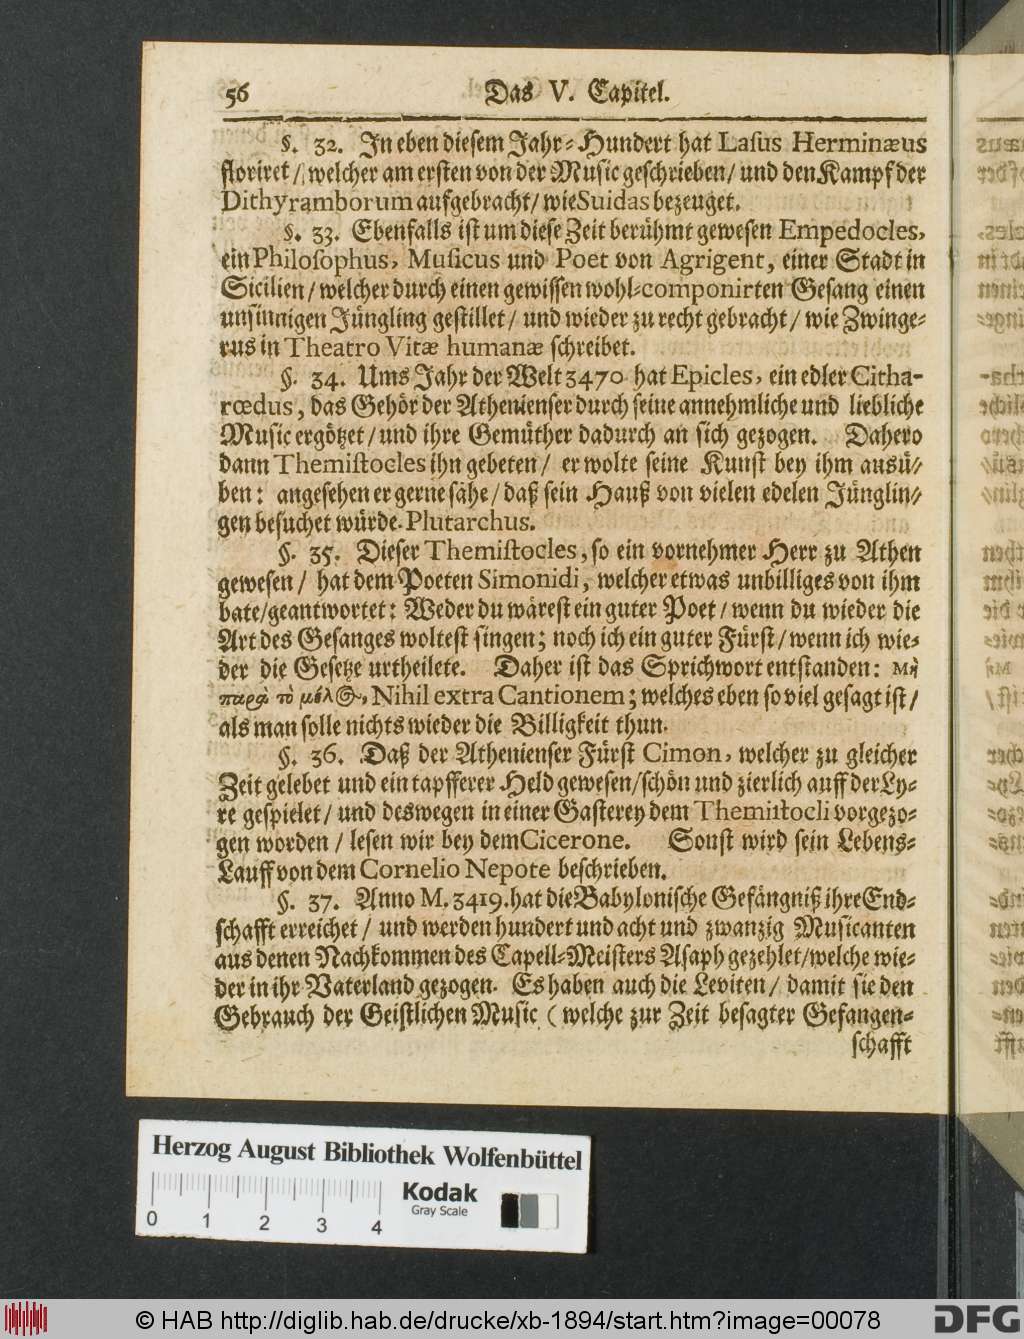 56 Das V. Capitel.
§. 32. In eben diesem Jahr-Hundert hat Lasus Herminæus
floriret / welcher am ersten von der Music geschrieben / und den Kampf der
Dithyramborum aufgebracht / wie Suidas bezeuget.
§. 33. Ebenfalls ist um diese Zeit berühmt gewesen Empedocles,
ein Philosophus, Musicus und Poet von Agrigent, einer Stadt in
Sicilien / welcher durch einen gewissen wohl-componirten Gesang einen
unsinnigen Jüngling gestillet / und wieder zu recht gebracht / wie Zwinge-
rus in Theatro Vitæ humanæ schreibet.
§. 34. Ums Jahr der Welt 3470. hat Epicles, ein edler Citha-
rœdus, das Gehör der Athenienser durch seine annehmliche und liebliche
Music ergötzet / und ihre Gemüther dadurch an sich gezogen. Dahero
dann Themistocles ihn gebeten / er wolte seine Kunst bey ihm ausü-
ben: angesehen er gerne sähe / daß sein Hauß von vielen edelen Jünglin-
gen besuchet würde. Plutarchus.
§. 35. Dieser Themistocles, so ein vornehmer Herr zu Athen
gewesen / hat dem Poeten Simonidi, welcher etwas unbilliges von ihm
bate / geantwortet: Weder du wärest ein guter Poet / wenn du wieder die
Art des Gesanges woltest singen; noch ich ein guter Fürst / wenn ich wie-
der die Gesetze urtheilete. Daher ist das Sprichwort entstanden: Μὴ
παρὰ τὸ μέλος, Nihil extra Cantionem; welches eben so viel gesagt ist /
als man solle nichts wieder die Billigkeit thun.
§. 36. Daß der Athenienser Fürst Cimon, welcher zu gleicher
Zeit gelebet und ein tapfferer Held gewesen / schön und zierlich auff der Ly-
re gespielet / und deswegen in einer Gasterey dem Themistocli vorgezo-
gen worden / lesen wir bey dem Cicerone. Sonst wird sein Lebens-
Lauff von dem Cornelio Nepote beschrieben.
§. 37. Anno M. 3419. hat die Babylonische Gefängniß ihre End-
schafft erreichet / und werden hundert und acht und zwanzig Musicanten
aus denen Nachkommen des Capell-Meisters Asaph gezehlet / welche wie-
der in ihr Vaterland gezogen. Es haben auch die Leviten / damit sie den
Gebrauch der Geistlichen Music ( welche zur Zeit besagter Gefangen-
schafft
Herzog August Bibliothek Wolfenbüttel
Kodak
Gray Scale
0 1 2 3 4
© HAB http://diglib.hab.de/drucke/xb-1894/start.htm?image=00078
DFG